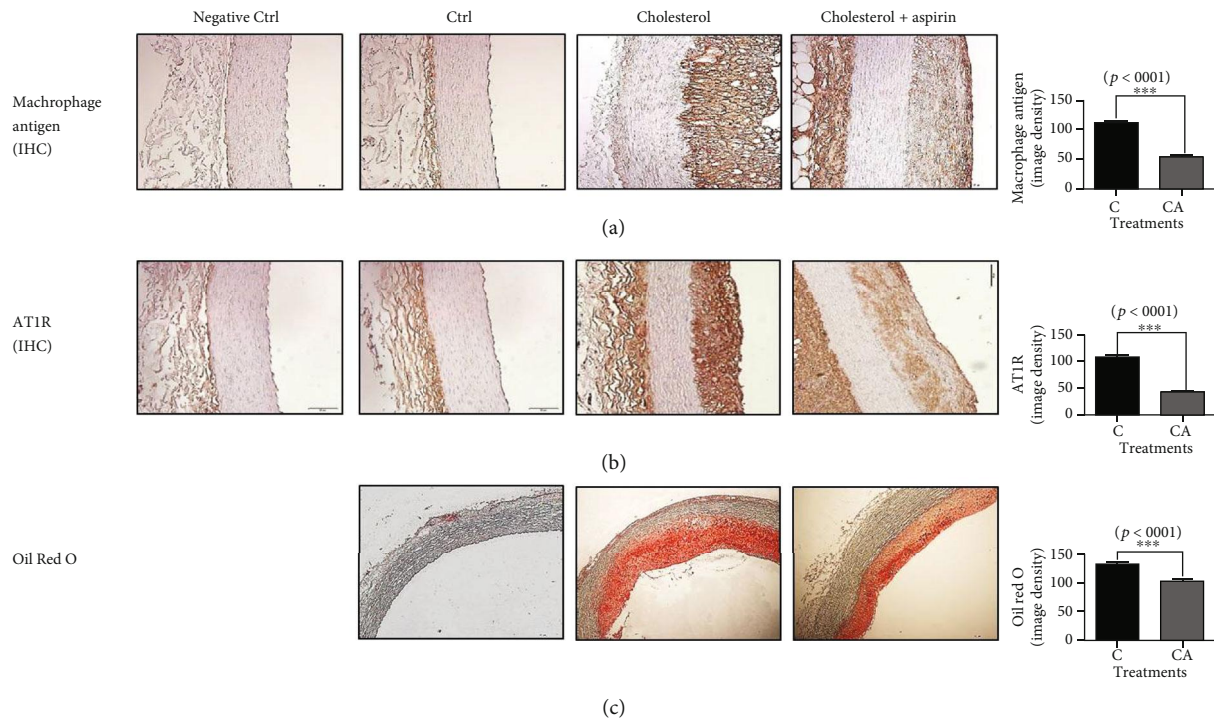 Negative Ctrl
Ctrl
Cholesterol
Cholesterol + aspirin
Machrophage
antigen
(IHC)
Macrophage antigen
(image density)
(p < 0001)
***
150
100
50
0
C
CA
Treatments
(a)
AT1R
(IHC)
AT1R
(image density)
(p < 0001)
***
150
100
50
0
C
CA
Treatments
(b)
Oil Red O
Oil red O
(image density)
(p < 0001)
***
150
100
50
0
C
CA
Treatments
(c)